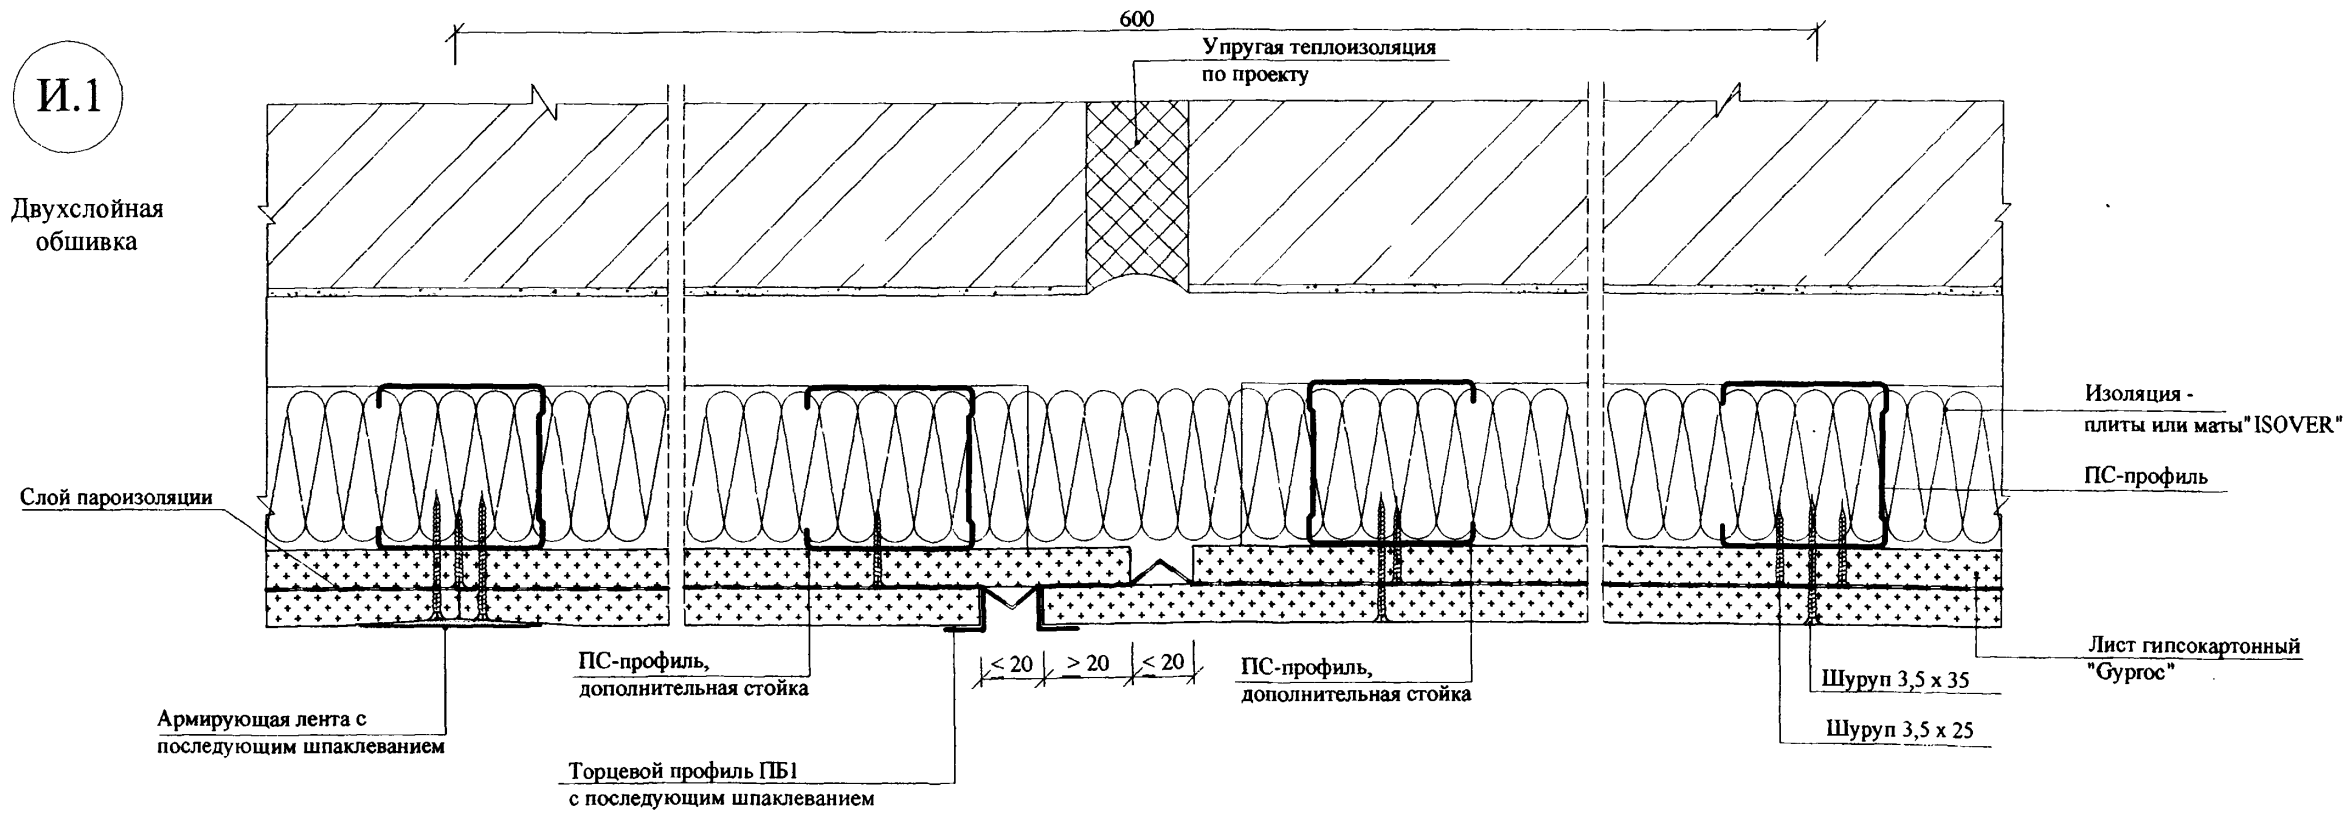 600
Упругая теплоизоляция
по проекту
И.1
Двухслойная
обшивка
Изоляция -
плиты или маты "ISOVER"
ПС-профиль
Слой пароизоляции
Лист гипсокартонный
"Gyproc"
ПС-профиль,
дополнительная стойка
< 20
> 20
< 20
ПС-профиль,
дополнительная стойка
Шуруп 3,5 х 35
Шуруп 3,5 х 25
Армирующая лента с
последующим шпаклеванием
Торцевой профиль ПБ1
с последующим шпаклеванием